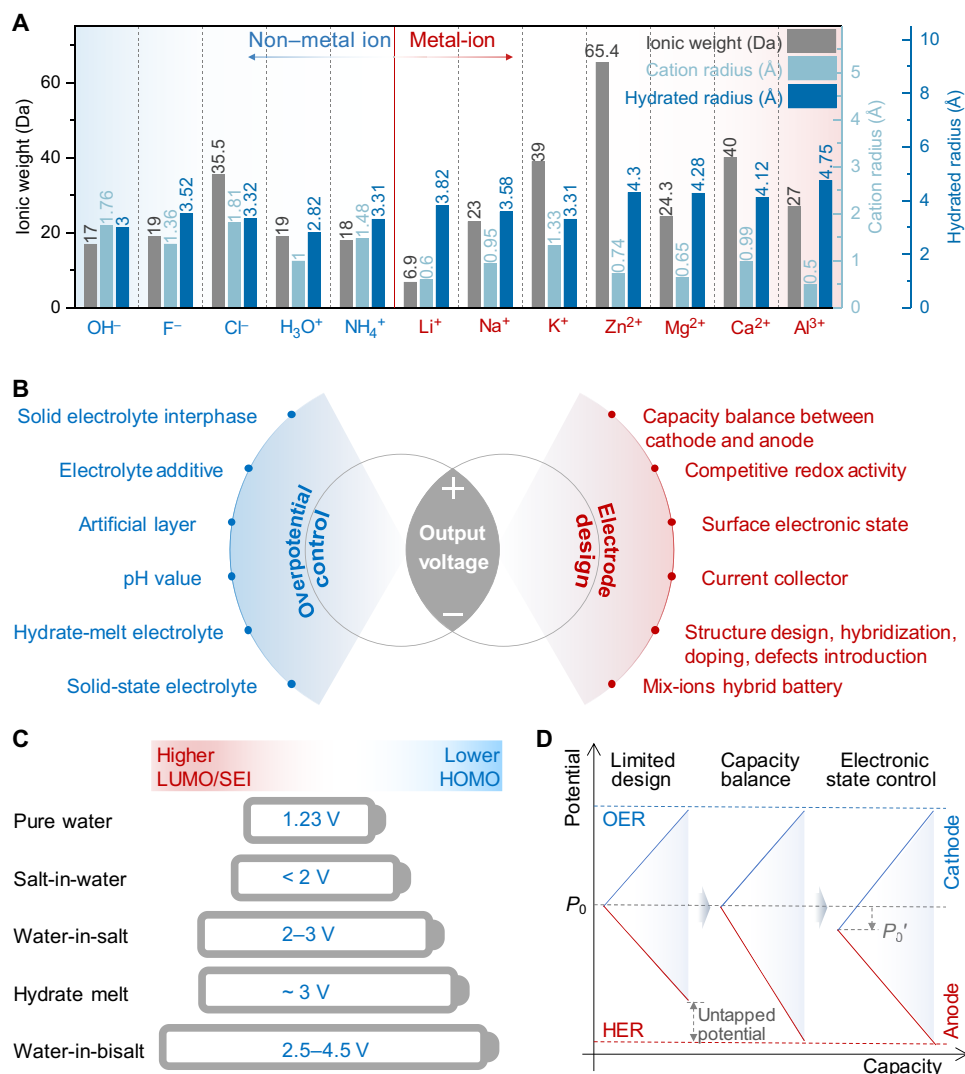 A
Non–metal ion
Metal-ion
Ionic weight (Da)
Cation radius (Å)
Hydrated radius (Å)
Ionic weight (Da)
60
40
20
0
17
1.76
3
19
1.36
3.52
35.5
1.81
3.32
19
1
2.82
18
1.48
3.31
6.9
0.6
3.82
23
0.95
3.58
39
1.33
3.31
65.4
0.74
4.3
24.3
0.65
4.28
40
0.99
4.12
27
0.5
4.75
5
4
3
2
1
0
Cation radius (Å)
10
8
6
4
2
0
Hydrated radius (Å)
OH⁻
F⁻
Cl⁻
H₃O⁺
NH₄⁺
Li⁺
Na⁺
K⁺
Zn²⁺
Mg²⁺
Ca²⁺
Al³⁺
B
Solid electrolyte interphase
Electrolyte additive
Artificial layer
pH value
Hydrate-melt electrolyte
Solid-state electrolyte
Overpotential
control
+
Output
voltage
−
Electrode
design
Capacity balance between
cathode and anode
Competitive redox activity
Surface electronic state
Current collector
Structure design, hybridization,
doping, defects introduction
Mix-ions hybrid battery
C
Higher
LUMO/SEI
Lower
HOMO
Pure water
1.23 V
Salt-in-water
< 2 V
Water-in-salt
2–3 V
Hydrate melt
~ 3 V
Water-in-bisalt
2.5–4.5 V
D
Potential
Limited
design
Capacity
balance
Electronic
state control
OER
Cathode
P₀
P₀′
Untapped
potential
HER
Anode
Capacity